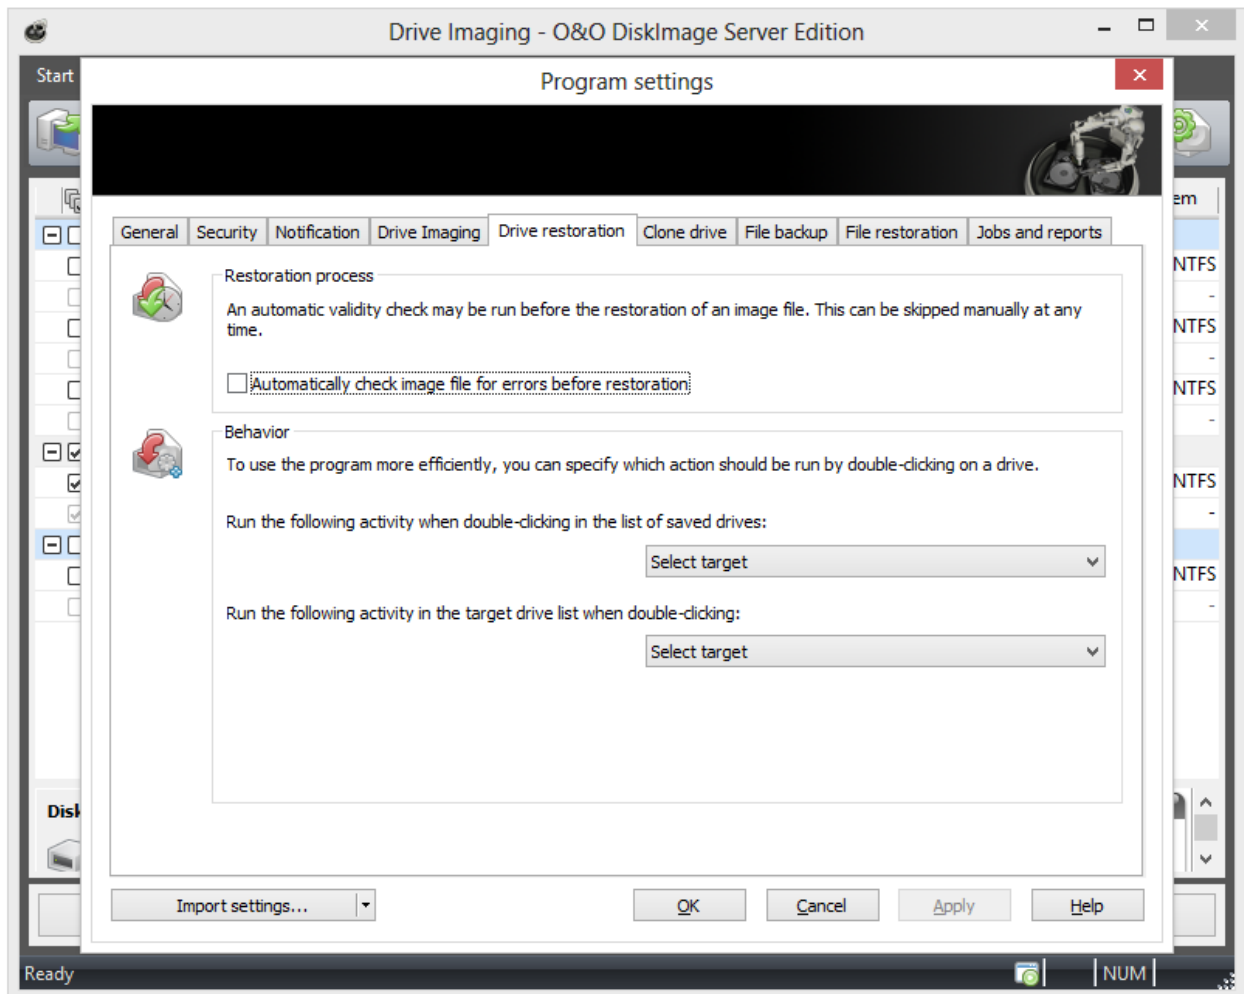 Drive Imaging - O&O DiskImage Server Edition
Start
Program settings
em
General Security Notification Drive Imaging Drive restoration Clone drive File backup File restoration Jobs and reports
Restoration process
NTFS
An automatic validity check may be run before the restoration of an image file. This can be skipped manually at any
-
time.
NTFS
-
Automatically check image file for errors before restoration
NTFS
-
Behavior
To use the program more efficiently, you can specify which action should be run by double-clicking on a drive.
NTFS
-
Run the following activity when double-clicking in the list of saved drives:
Select target
NTFS
-
Run the following activity in the target drive list when double-clicking:
Select target
Disk
Import settings... OK Cancel Apply Help
Ready
NUM